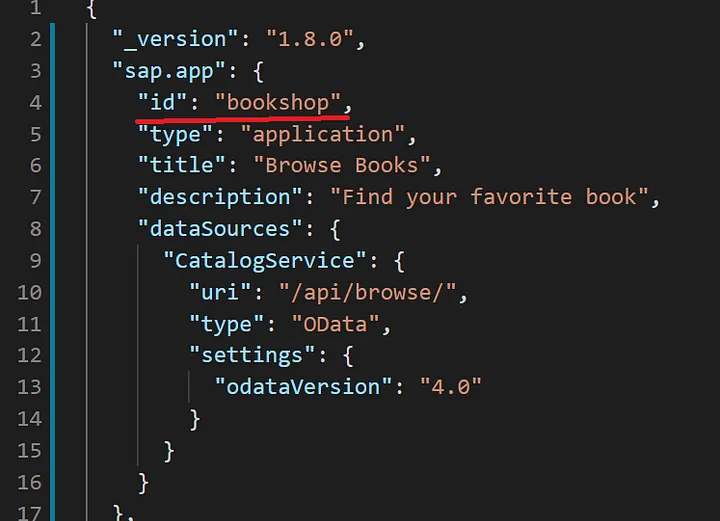 1 {
2 "_version": "1.8.0",
3 "sap.app": {
4 "id": "bookshop",
5 "type": "application",
6 "title": "Browse Books",
7 "description": "Find your favorite book",
8 "dataSources": {
9 "CatalogService": {
10 "uri": "/api/browse/",
11 "type": "OData",
12 "settings": {
13 "odataVersion": "4.0"
14 }
15 }
16 }
17 },